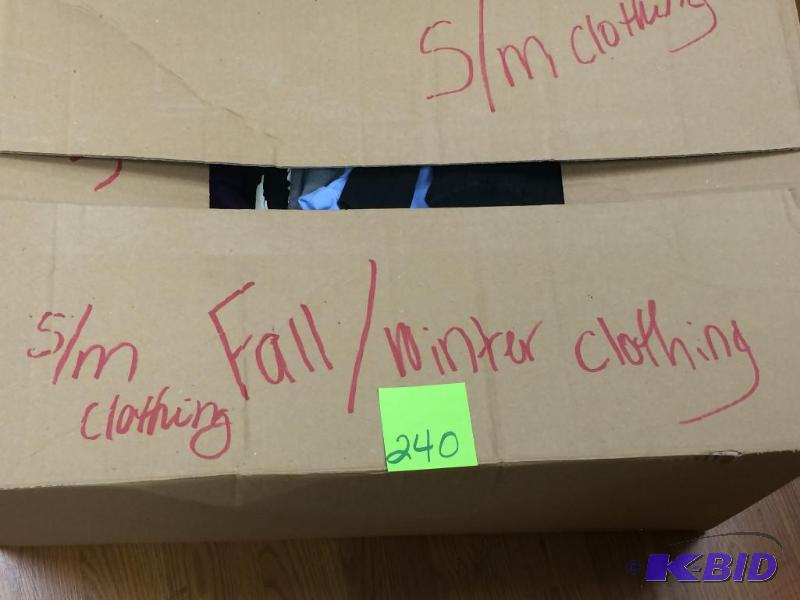 S/m clothing
S/m Fall/winter clothing
clothing
240
© K-BID